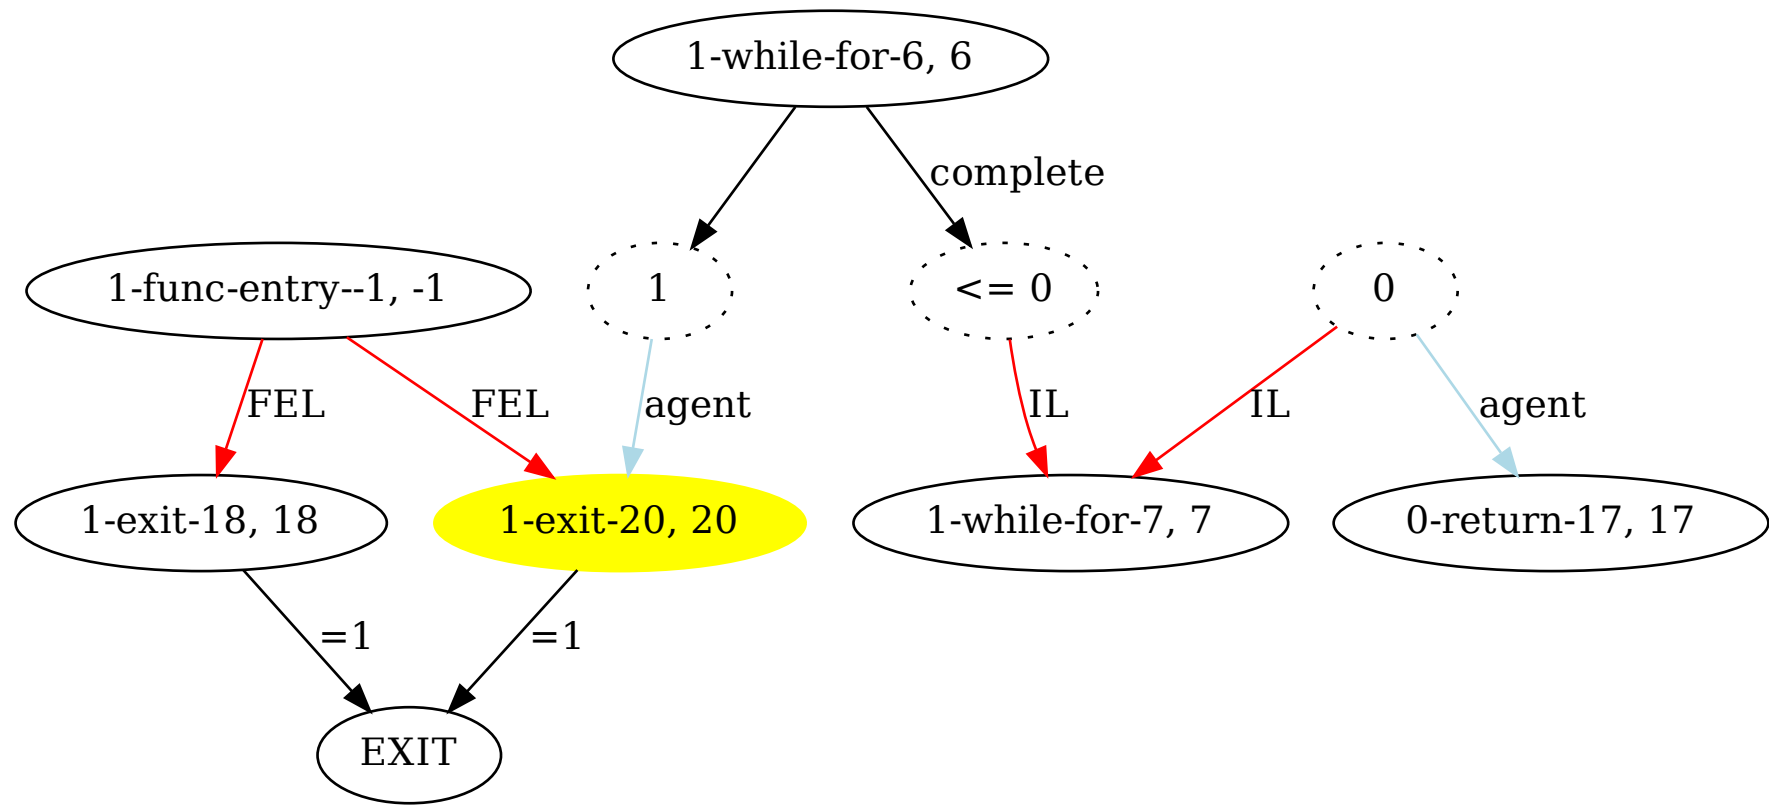 1-while-for-6, 6
complete
1-func-entry--1, -1
1
<= 0
0
FEL
FEL
agent
IL
IL
agent
1-exit-18, 18
1-exit-20, 20
1-while-for-7, 7
0-return-17, 17
=1
=1
EXIT